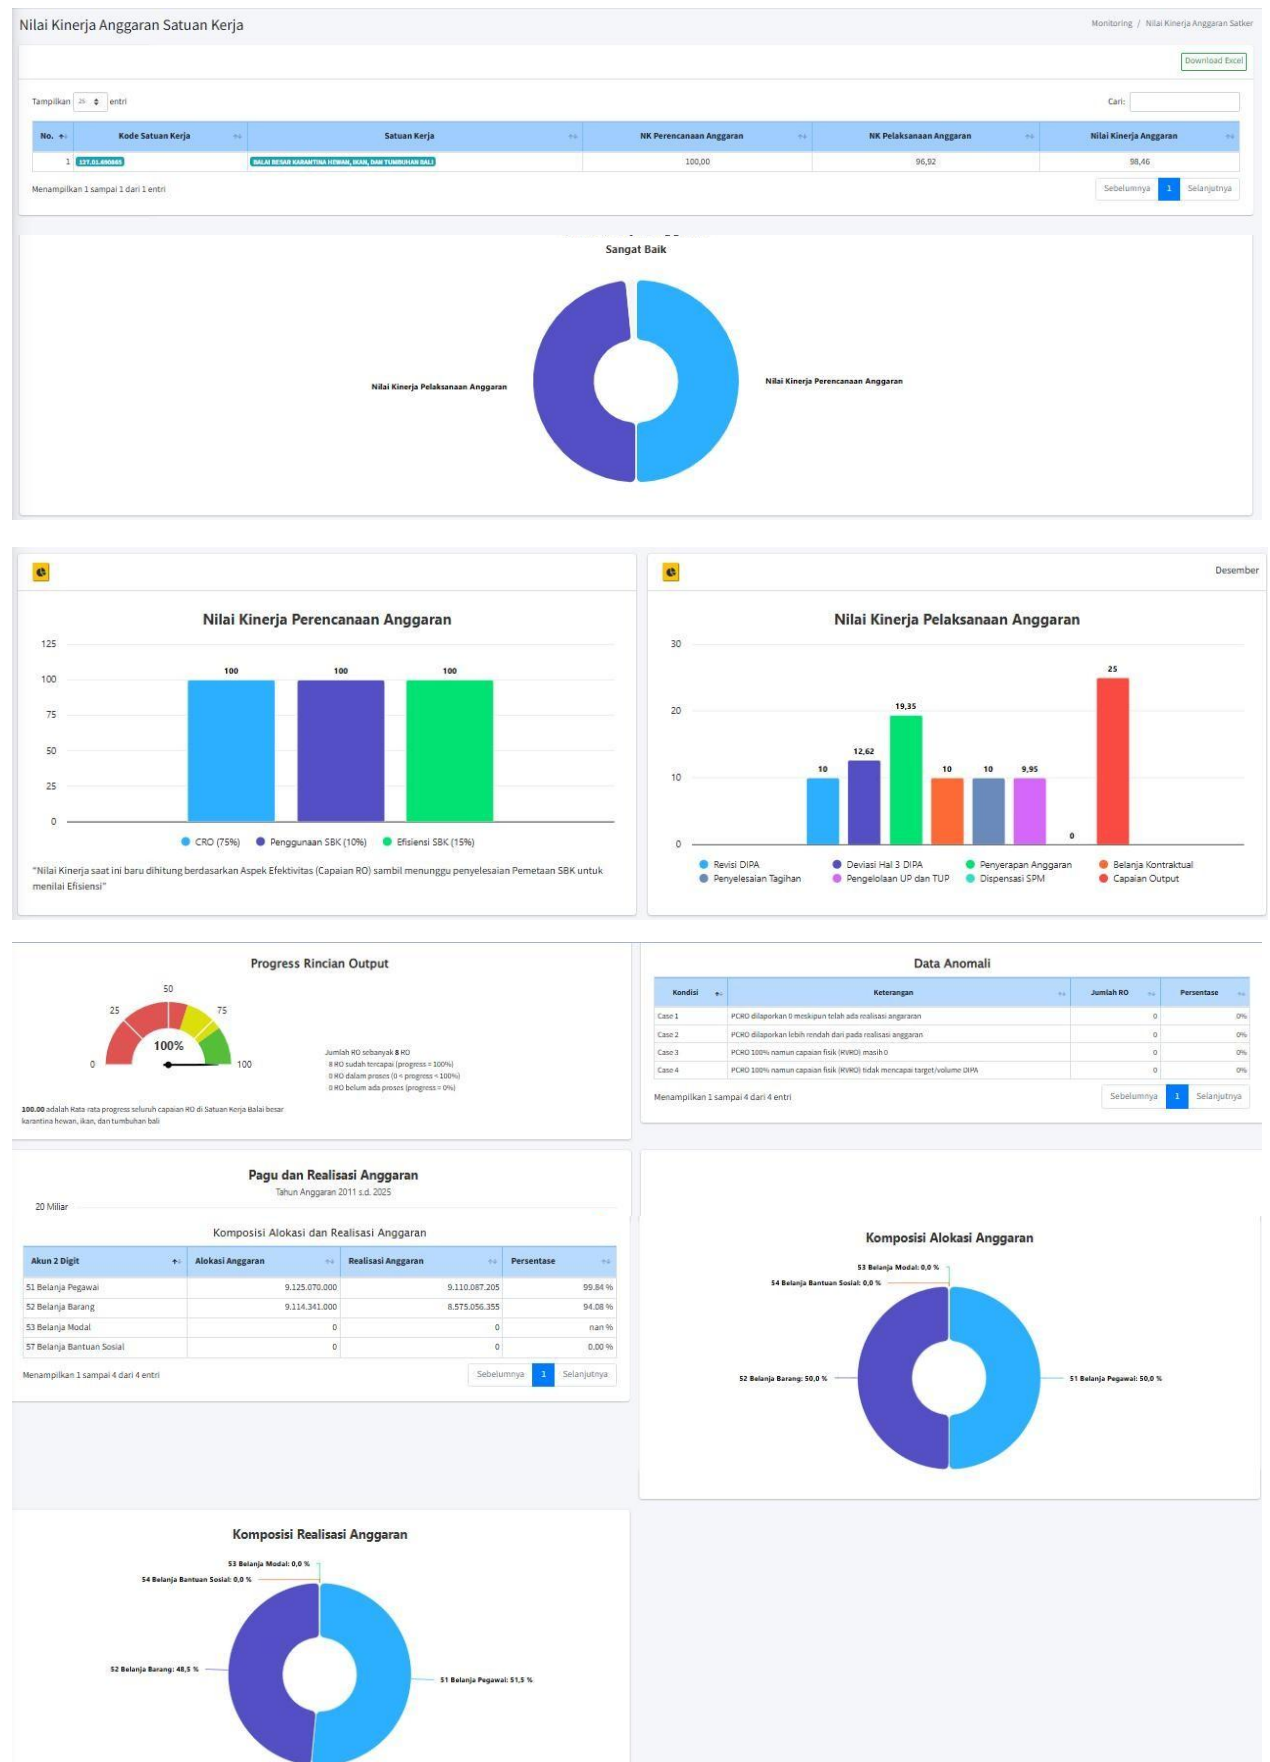 Nilai Kinerja Anggaran Satuan Kerja
Monitoring / Nilai Kinerja Anggaran Satker
Download Excel
Tampilkan 25 entri
Cari:
No. Kode Satuan Kerja Satuan Kerja NK Perencanaan Anggaran NK Pelaksanaan Anggaran Nilai Kinerja Anggaran
1 BALAI BESAR KARANTINA HEWAN, IKAN, DAN TUMBUHAN BALI 100,00 96,92 98,46
Menampilkan 1 sampai 1 dari 1 entri
Sebelumnya 1 Selanjutnya
Sangat Baik
Nilai Kinerja Pelaksanaan Anggaran
Nilai Kinerja Perencanaan Anggaran
Nilai Kinerja Perencanaan Anggaran
125
100
75
50
25
0
100 100 100
CRO (75%) Penggunaan SBK (10%) Efisiensi SBK (15%)
"Nilai Kinerja saat ini baru dihitung berdasarkan Aspek Efektivitas (Capaian RO) sambil menunggu penyelesaian Pemetaan SBK untuk
menilai Efisiensi"
Desember
Nilai Kinerja Pelaksanaan Anggaran
30
20
10
0
10 12,62 19,35 10 10 9,95 0 25
Revisi DIPA Deviasi Hal 3 DIPA Penyerapan Anggaran Belanja Kontraktual
Penyelesaian Tagihan Pengelolaan UP dan TUP Dispensasi SPM Capaian Output
Progress Rincian Output
0 25 50 75 100
100%
Jumlah RO sebanyak 8 RO
8 RO sudah tercapai (progress = 100%)
0 RO dalam proses (0 < progress < 100%)
0 RO belum ada proses (progress = 0%)
100.00 adalah Rata rata progress seluruh capaian RO di Satuan Kerja Balai besar
karantina hewan, ikan, dan tumbuhan bali
Data Anomali
Kondisi Keterangan Jumlah RO Persentase
Case 1 PCRO dilaporkan 0 meskipun telah ada realisasi angararan 0 0%
Case 2 PCRO dilaporkan lebih rendah dari pada realisasi anggaran 0 0%
Case 3 PCRO 100% namun capaian fisik (RVRO) masih 0 0 0%
Case 4 PCRO 100% namun capaian fisik (RVRO) tidak mencapai target/volume DIPA 0 0%
Menampilkan 1 sampai 4 dari 4 entri
Sebelumnya 1 Selanjutnya
Pagu dan Realisasi Anggaran
Tahun Anggaran 2011 s.d. 2025
20 Miliar
Komposisi Alokasi dan Realisasi Anggaran
Akun 2 Digit Alokasi Anggaran Realisasi Anggaran Persentase
51 Belanja Pegawai 9.125.070.000 9.110.087.205 99.84 %
52 Belanja Barang 9.114.341.000 8.575.056.355 94.08 %
53 Belanja Modal 0 0 nan %
57 Belanja Bantuan Sosial 0 0 0.00 %
Menampilkan 1 sampai 4 dari 4 entri
Sebelumnya 1 Selanjutnya
Komposisi Alokasi Anggaran
53 Belanja Modal: 0,0 %
54 Belanja Bantuan Sosial: 0,0 %
52 Belanja Barang: 50,0 %
51 Belanja Pegawai: 50,0 %
Komposisi Realisasi Anggaran
53 Belanja Modal: 0,0 %
54 Belanja Bantuan Sosial: 0,0 %
52 Belanja Barang: 48,5 %
51 Belanja Pegawai: 51,5 %